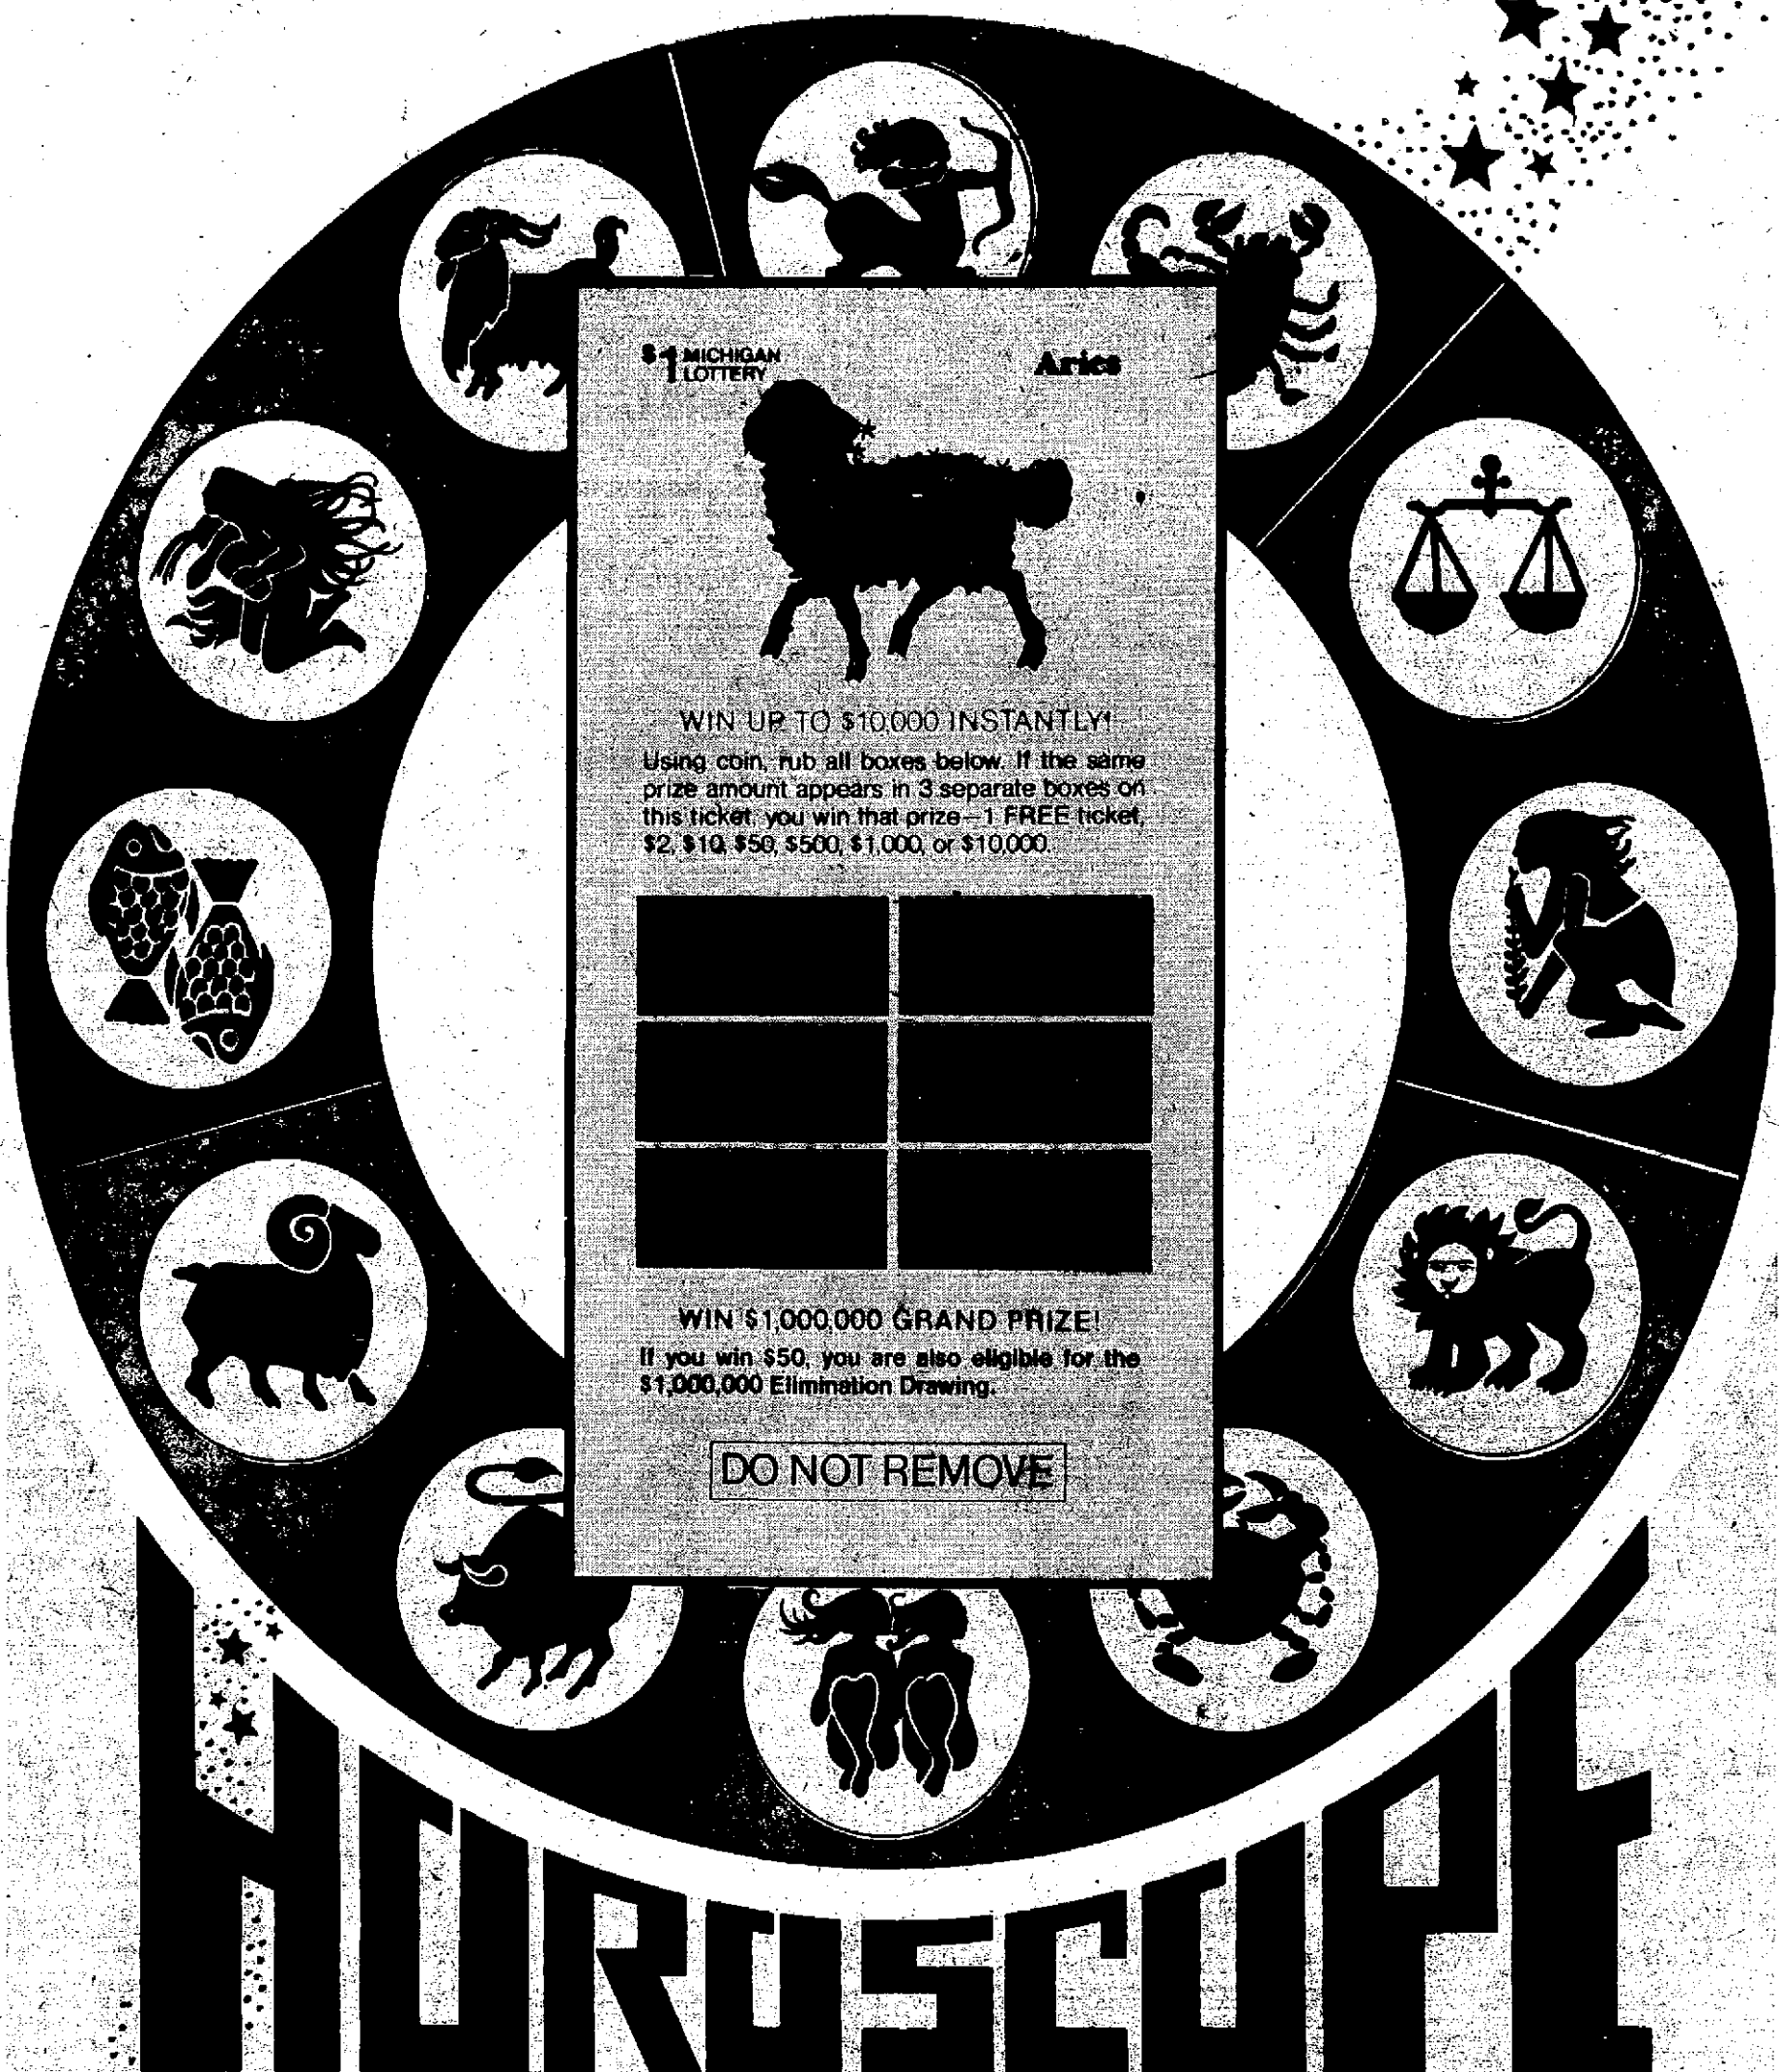 $1 MICHIGAN
LOTTERY
Aries
WIN UP TO $10,000 INSTANTLY!
Using coin, rub all boxes below. If the same
prize amount appears in 3 separate boxes on
this ticket, you win that prize—1 FREE ticket,
$2, $10, $50, $500, $1,000, or $10,000.
WIN $1,000,000 GRAND PRIZE!
If you win $50, you are also eligible for the
$1,000,000 Elimination Drawing.
DO NOT REMOVE
HOROSCOPE